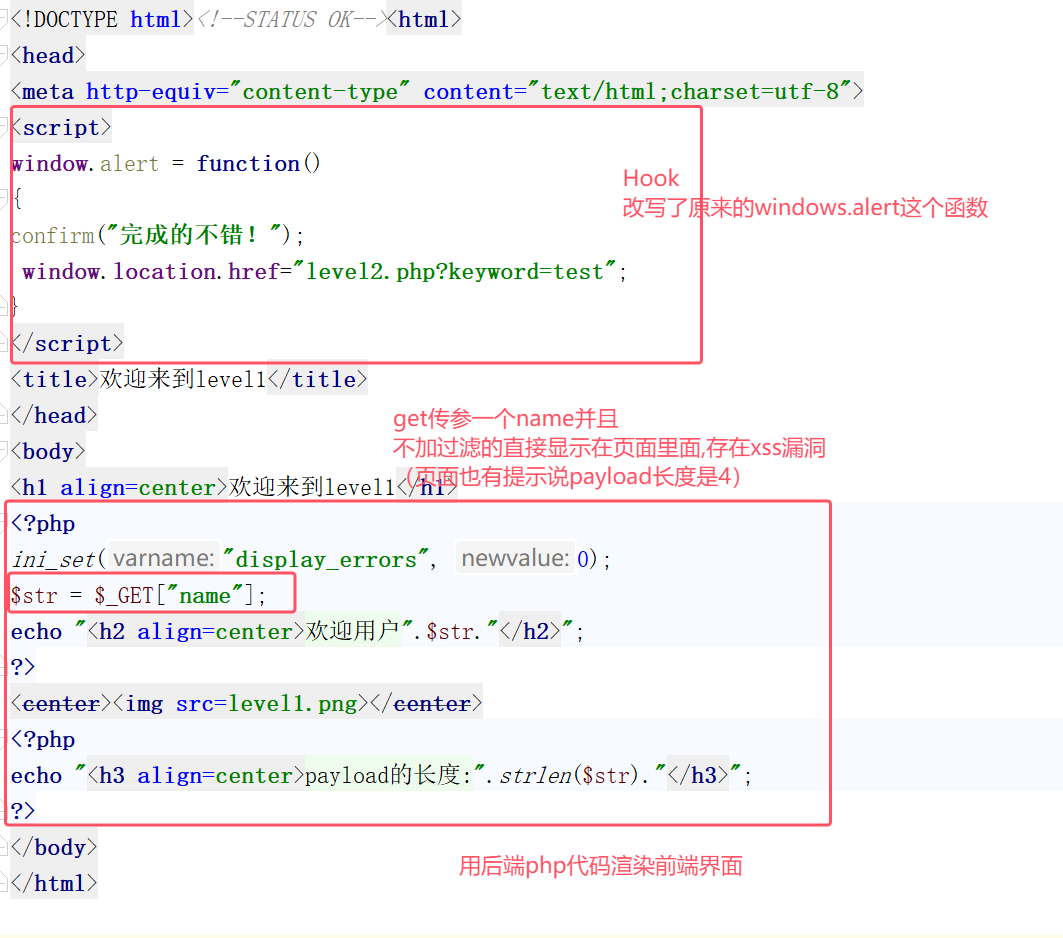 <!DOCTYPE html><!--STATUS OK--><html>
<head>
<meta http-equiv="content-type" content="text/html;charset=utf-8">
<script>
window.alert = function()
Hook
改写了原来的windows.alert这个函数
{
confirm("完成的不错！");
 window.location.href="level2.php?keyword=test";
}
</script>
<title>欢迎来到level1</title>
</head>
get传参一个name并且
不加过滤的直接显示在页面里面,存在xss漏洞
（页面也有提示说payload长度是4）
<body>
<h1 align=center>欢迎来到level1</h1>
<?php
ini_set( varname: "display_errors", newvalue: 0);
$str = $_GET["name"];
echo "<h2 align=center>欢迎用户".$str."</h2>";
?>
<center><img src=level1.png></center>
<?php
echo "<h3 align=center>payload的长度:".strlen($str)."</h3>";
?>
</body>
用后端php代码渲染前端界面
</html>